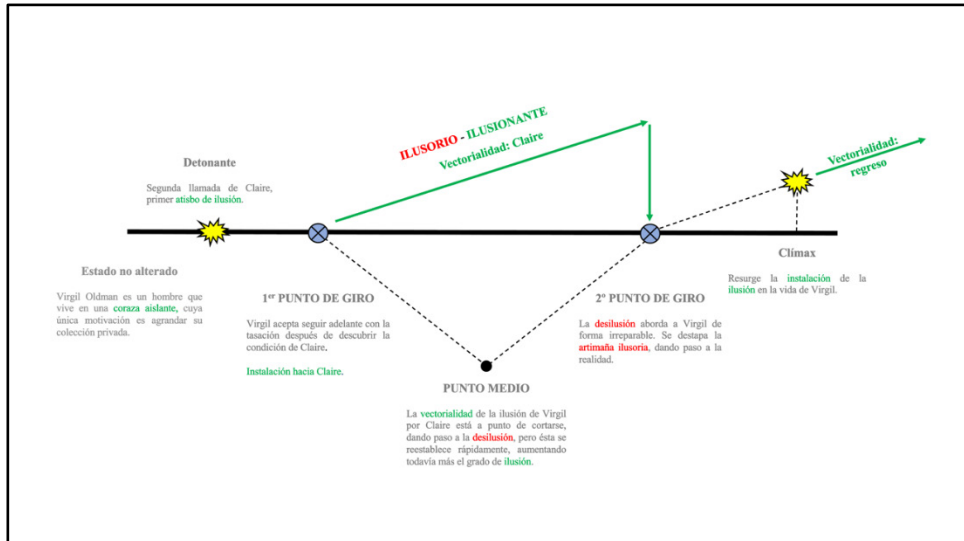 ILUSORIO - ILUSIONANTE
Vectorialidad: Claire
Vectorialidad:
regreso
Detonante
Segunda llamada de Claire,
primer atisbo de ilusión.
Estado no alterado
Virgil Oldman es un hombre que
vive en una coraza aislante, cuya
única motivación es agrandar su
colección privada.
1er PUNTO DE GIRO
Virgil acepta seguir adelante con la
tasación después de descubrir la
condición de Claire.
Instalación hacia Claire.
PUNTO MEDIO
La vectorialidad de la ilusión de Virgil
por Claire está a punto de cortarse,
dando paso a la desilusión, pero ésta se
reestablece rápidamente, aumentando
todavía más el grado de ilusión.
2º PUNTO DE GIRO
La desilusión aborda a Virgil de
forma irreparable. Se destapa la
artimaña ilusoria, dando paso a la
realidad.
Clímax
Resurge la instalación de la
ilusión en la vida de Virgil.